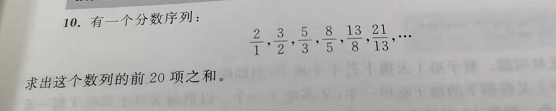 10. 有一个分数序列：
2/1, 3/2, 5/3, 8/5, 13/8, 21/13, …
求出这个数列的前 20 项之和。